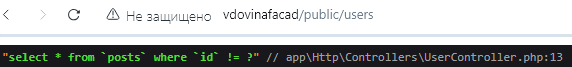 Не защищено vdovinafacad/public/users
"select * from `posts` where `id` != ?" // app\Http\Controllers\UserController.php:13